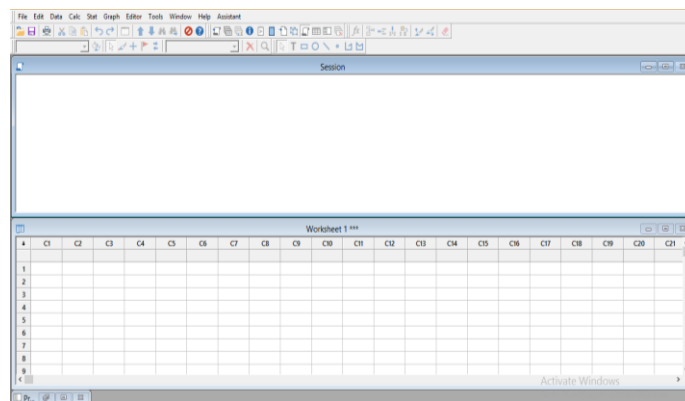 File Edit Data Calc Stat Graph Editor Tools Window Help Assistant
Session
Worksheet 1 ***
C1 C2 C3 C4 C5 C6 C7 C8 C9 C10 C11 C12 C13 C14 C15 C16 C17 C18 C19 C20 C21
1
2
3
4
5
6
7
8
9
Activate Windows
Pr...